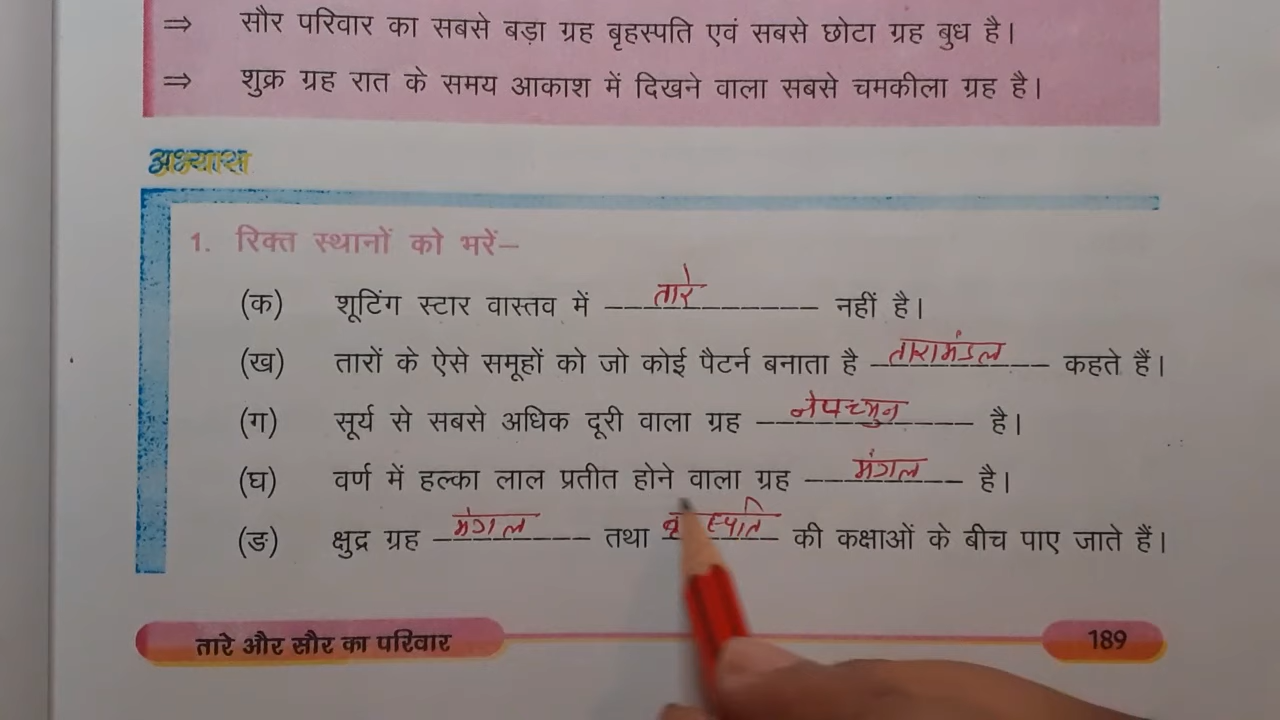 ⇒ सौर परिवार का सबसे बड़ा ग्रह बृहस्पति एवं सबसे छोटा ग्रह बुध है।
⇒ शुक्र ग्रह रात के समय आकाश में दिखने वाला सबसे चमकीला ग्रह है।
अभ्यास
1. रिक्त स्थानों को भरें–
(क) शूटिंग स्टार वास्तव में तारे नहीं है।
(ख) तारों के ऐसे समूहों को जो कोई पैटर्न बनाता है तारामंडल कहते हैं।
(ग) सूर्य से सबसे अधिक दूरी वाला ग्रह नेपच्युन है।
(घ) वर्ण में हल्का लाल प्रतीत होने वाला ग्रह मंगल है।
(ङ) क्षुद्र ग्रह मंगल तथा की कक्षाओं के बीच पाए जाते हैं।
तारे और सौर का परिवार 189